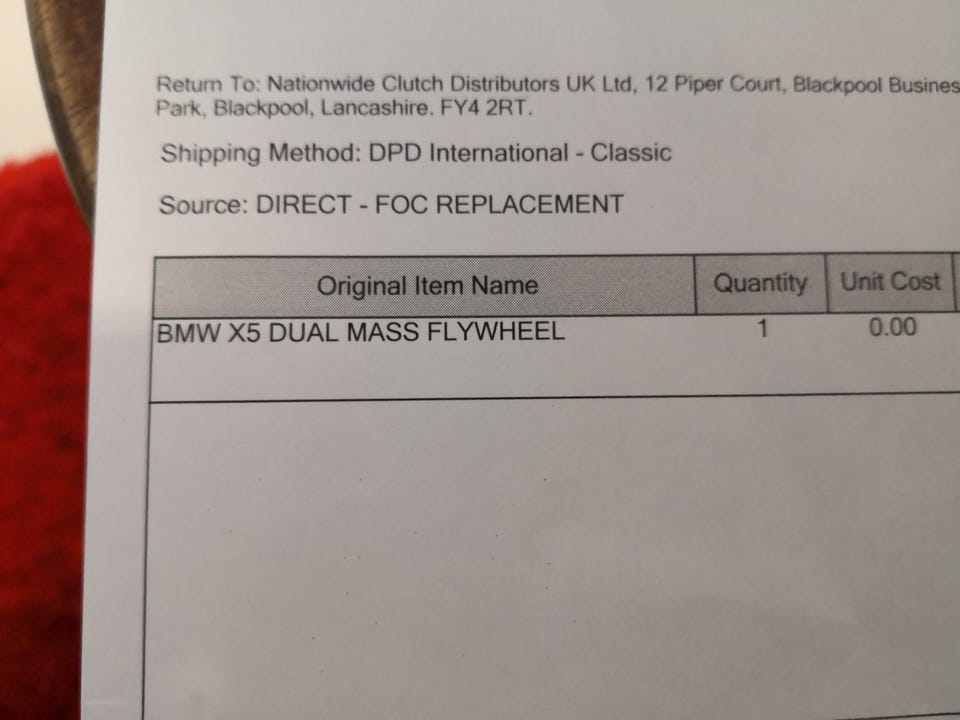 Return To: Nationwide Clutch Distributors UK Ltd, 12 Piper Court, Blackpool Busines
Park, Blackpool, Lancashire. FY4 2RT.
Shipping Method: DPD International - Classic
Source: DIRECT - FOC REPLACEMENT
Original Item Name Quantity Unit Cost
BMW X5 DUAL MASS FLYWHEEL 1 0.00